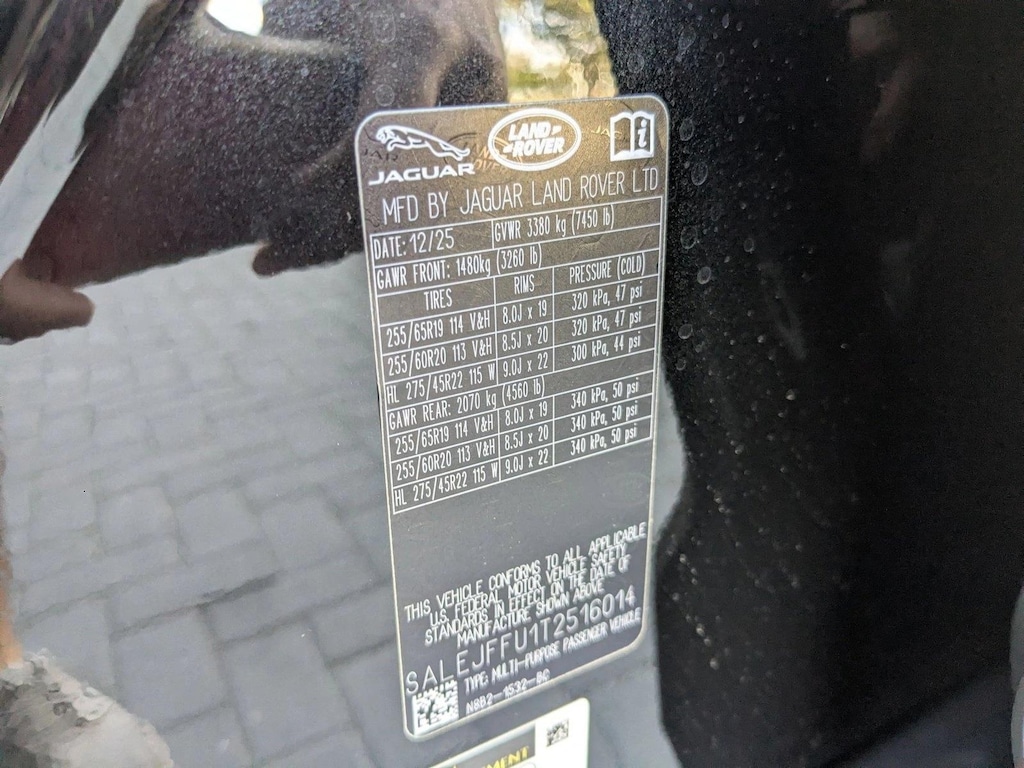 JAGUAR
LAND ROVER
MFD BY JAGUAR LAND ROVER LTD
DATE: 12/25 GVWR 3380 kg (7450 lb)
GAWR FRONT: 1480kg (3260 lb)
TIRES RIMS PRESSURE (COLD)
255/65R19 114 V&H 8.0J x 19 320 kPa, 47 psi
255/60R20 113 V&H 8.5J x 20 320 kPa, 47 psi
HL 275/45R22 115 W 9.0J x 22 300 kPa, 44 psi
GAWR REAR: 2070 kg (4560 lb)
255/65R19 114 V&H 8.0J x 19 340 kPa, 50 psi
255/60R20 113 V&H 8.5J x 20 340 kPa, 50 psi
HL 275/45R22 115 W 9.0J x 22 340 kPa, 50 psi
THIS VEHICLE CONFORMS TO ALL APPLICABLE
U.S. FEDERAL MOTOR VEHICLE SAFETY
STANDARDS IN EFFECT ON THE DATE OF
MANUFACTURE SHOWN ABOVE
SALEJFFU1T2516014
TYPE: MULTI-PURPOSE PASSENGER VEHICLE
N8B2-1532-BC